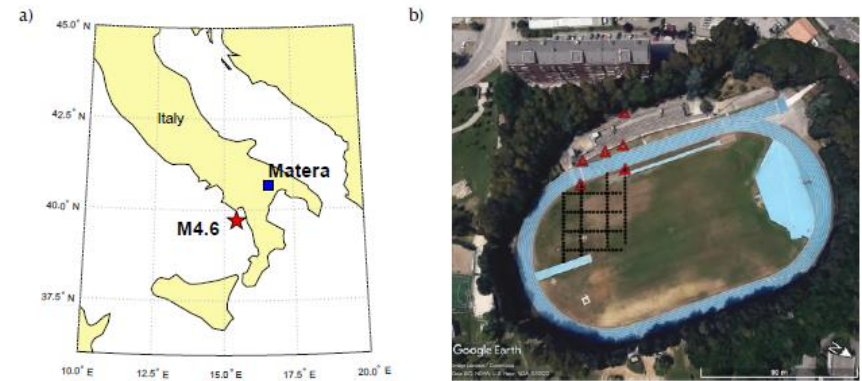 a)
45.0° N
42.5° N
40.0° N
37.5° N
10.0° E
12.5° E
15.0° E
17.5° E
20.0° E
Italy
Matera
M4.6
b)
Google Earth
90 m
N